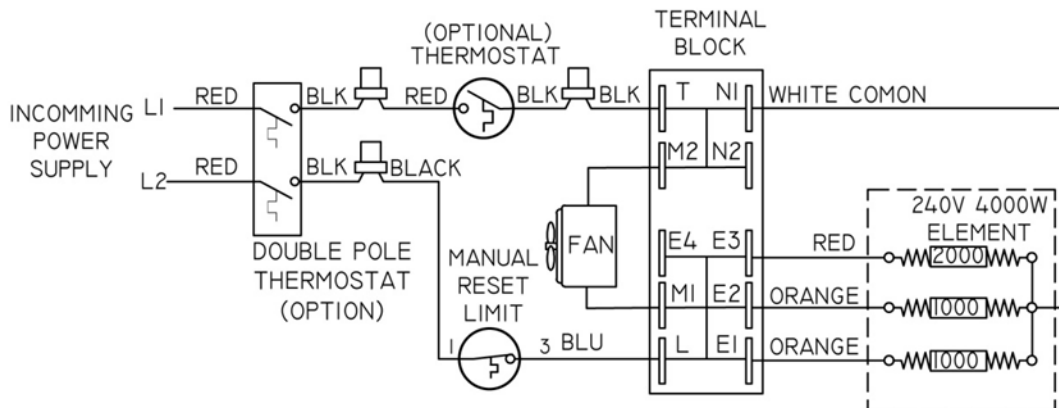 (OPTIONAL)
THERMOSTAT
TERMINAL
BLOCK
INCOMMING
POWER
SUPPLY
L1
RED
BLK
RED
BLK
BLK
T
N1
WHITE COMON
L2
RED
BLK
BLACK
M2
N2
DOUBLE POLE
THERMOSTAT
(OPTION)
MANUAL
RESET
LIMIT
FAN
E4
E3
RED
240V 4000W
ELEMENT
2000
M1
E2
ORANGE
1000
1
3
BLU
L
E1
ORANGE
1000